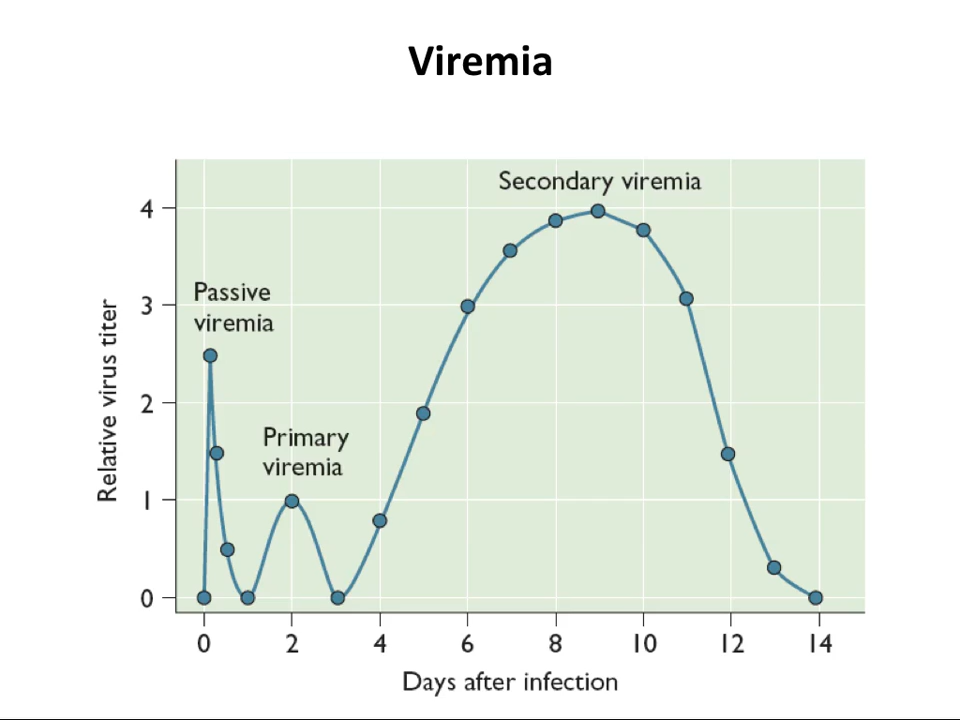 Viremia
Secondary viremia
Passive
viremia
Primary
viremia
Relative virus titer
4
3
2
1
0
0 2 4 6 8 10 12 14
Days after infection